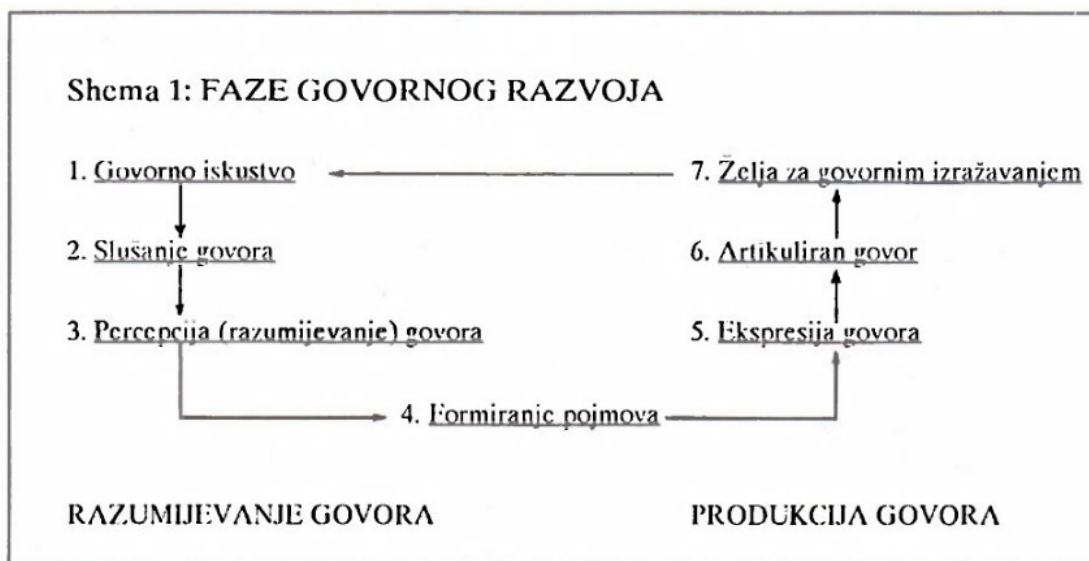 Shema 1: FAZE GOVORNOG RAZVOJA
1. Govorno iskustvo
7. Želja za govornim izražavanjem
2. Slušanje govora
6. Artikuliran govor
3. Percepcija (razumijevanje) govora
5. Ekspresija govora
4. Formiranje pojmova
RAZUMIJEVANJE GOVORA
PRODUKCIJA GOVORA